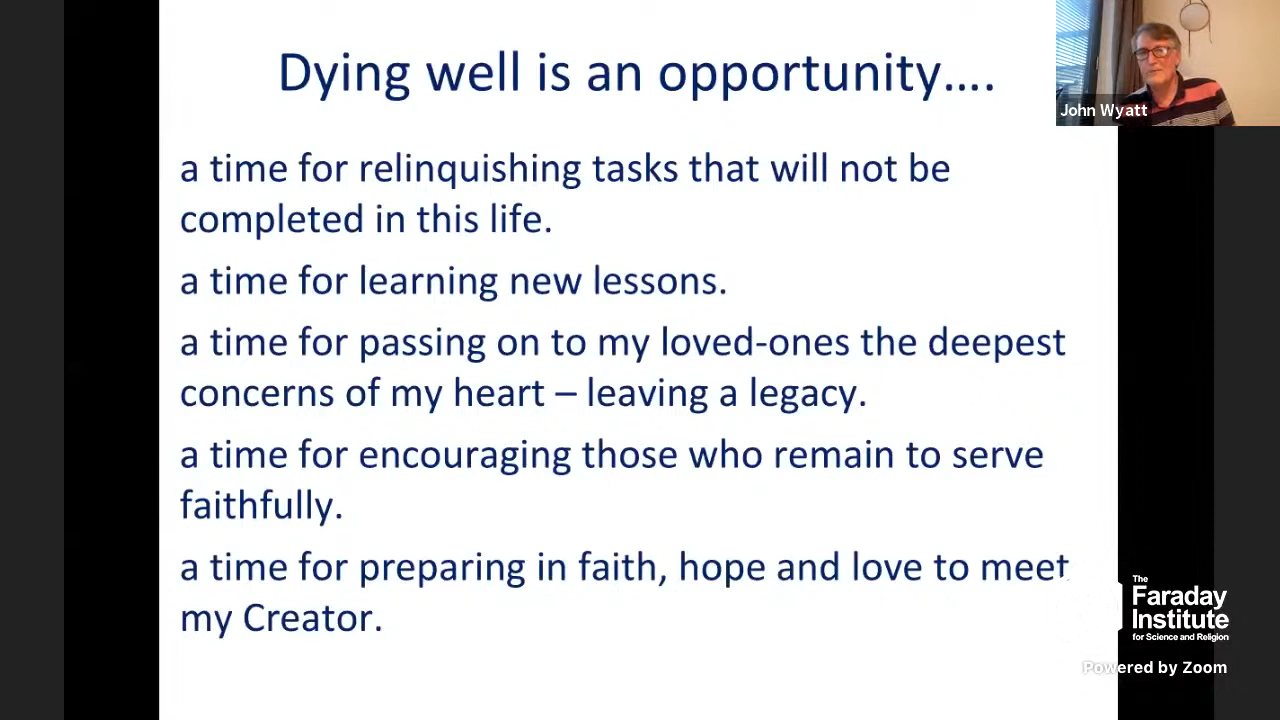 Dying well is an opportunity....
John Wyatt
a time for relinquishing tasks that will not be
completed in this life.
a time for learning new lessons.
a time for passing on to my loved-ones the deepest
concerns of my heart – leaving a legacy.
a time for encouraging those who remain to serve
faithfully.
a time for preparing in faith, hope and love to meet
my Creator.
The
Faraday
Institute
for Science and Religion
Powered by Zoom